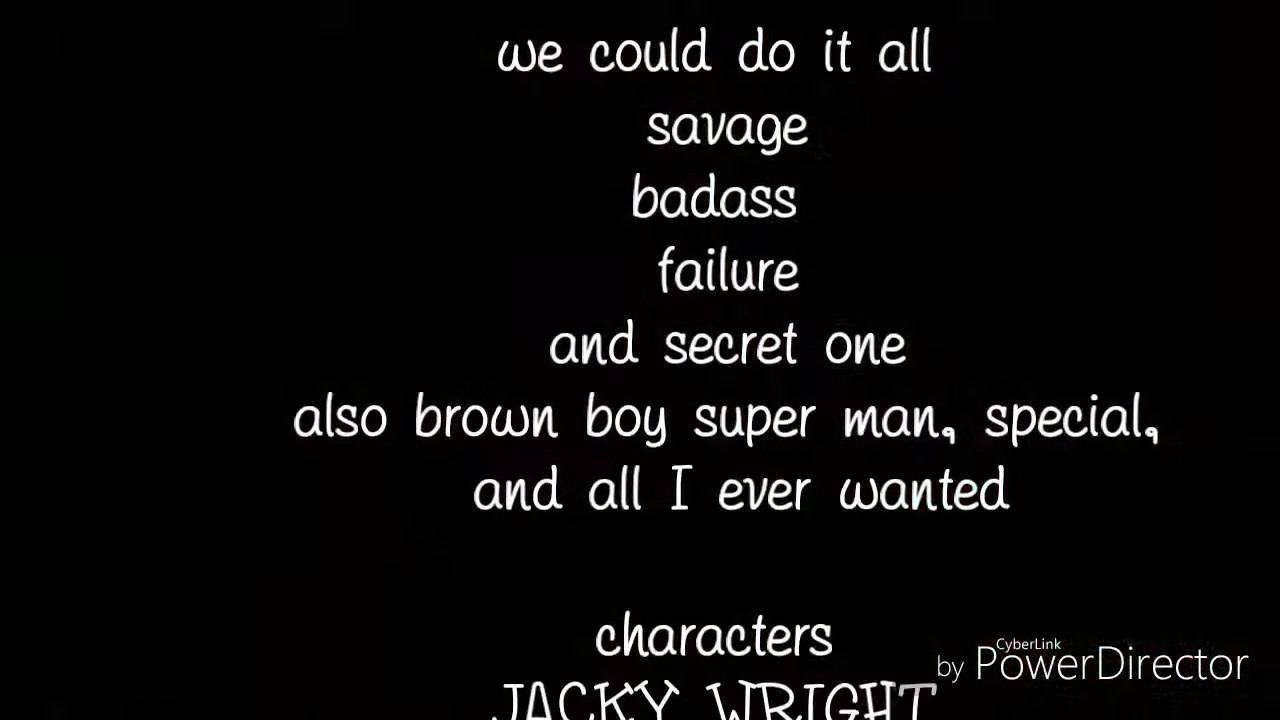 we could do it all
savage
badass
failure
and secret one
also brown boy super man, special,
and all I ever wanted
characters
JACKY WRIGHT
CyberLink
by PowerDirector